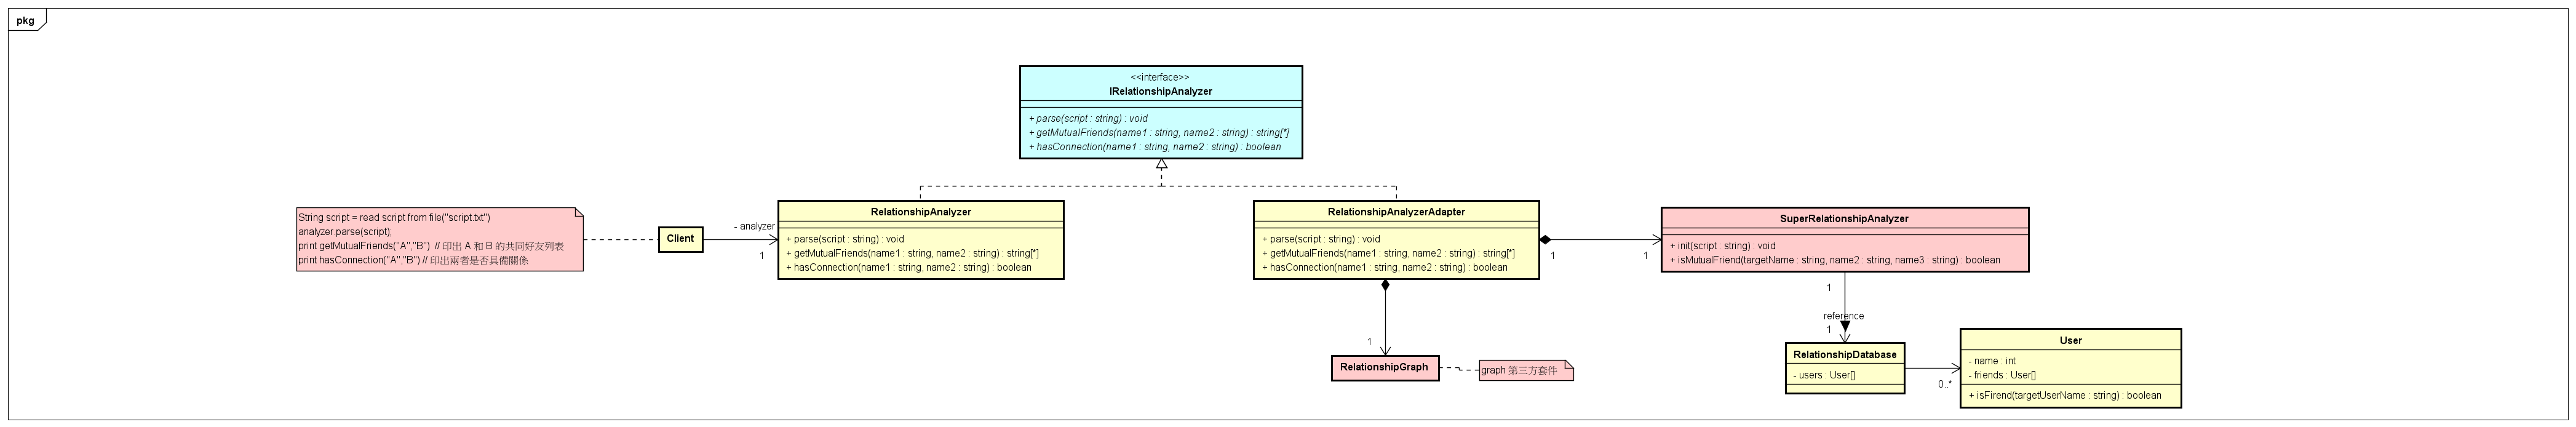 pkg
<<interface>>
IRelationshipAnalyzer
+ parse(script : string) : void
+ getMutualFriends(name1 : string, name2 : string) : string[*]
+ hasConnection(name1 : string, name2 : string) : boolean
String script = read script from file("script.txt")
analyzer.parse(script);
print getMutualFriends("A","B")  // 印出 A 和 B 的共同好友列表
print hasConnection("A","B") // 印出兩者是否具備關係
Client
- analyzer
1
RelationshipAnalyzer
+ parse(script : string) : void
+ getMutualFriends(name1 : string, name2 : string) : string[*]
+ hasConnection(name1 : string, name2 : string) : boolean
RelationshipAnalyzerAdapter
+ parse(script : string) : void
+ getMutualFriends(name1 : string, name2 : string) : string[*]
+ hasConnection(name1 : string, name2 : string) : boolean
1
1
SuperRelationshipAnalyzer
+ init(script : string) : void
+ isMutualFriend(targetName : string, name2 : string, name3 : string) : boolean
1
reference
1
1
RelationshipGraph
graph 第三方套件
RelationshipDatabase
- users : User[]
0..*
User
- name : int
- friends : User[]
+ isFirend(targetUserName : string) : boolean